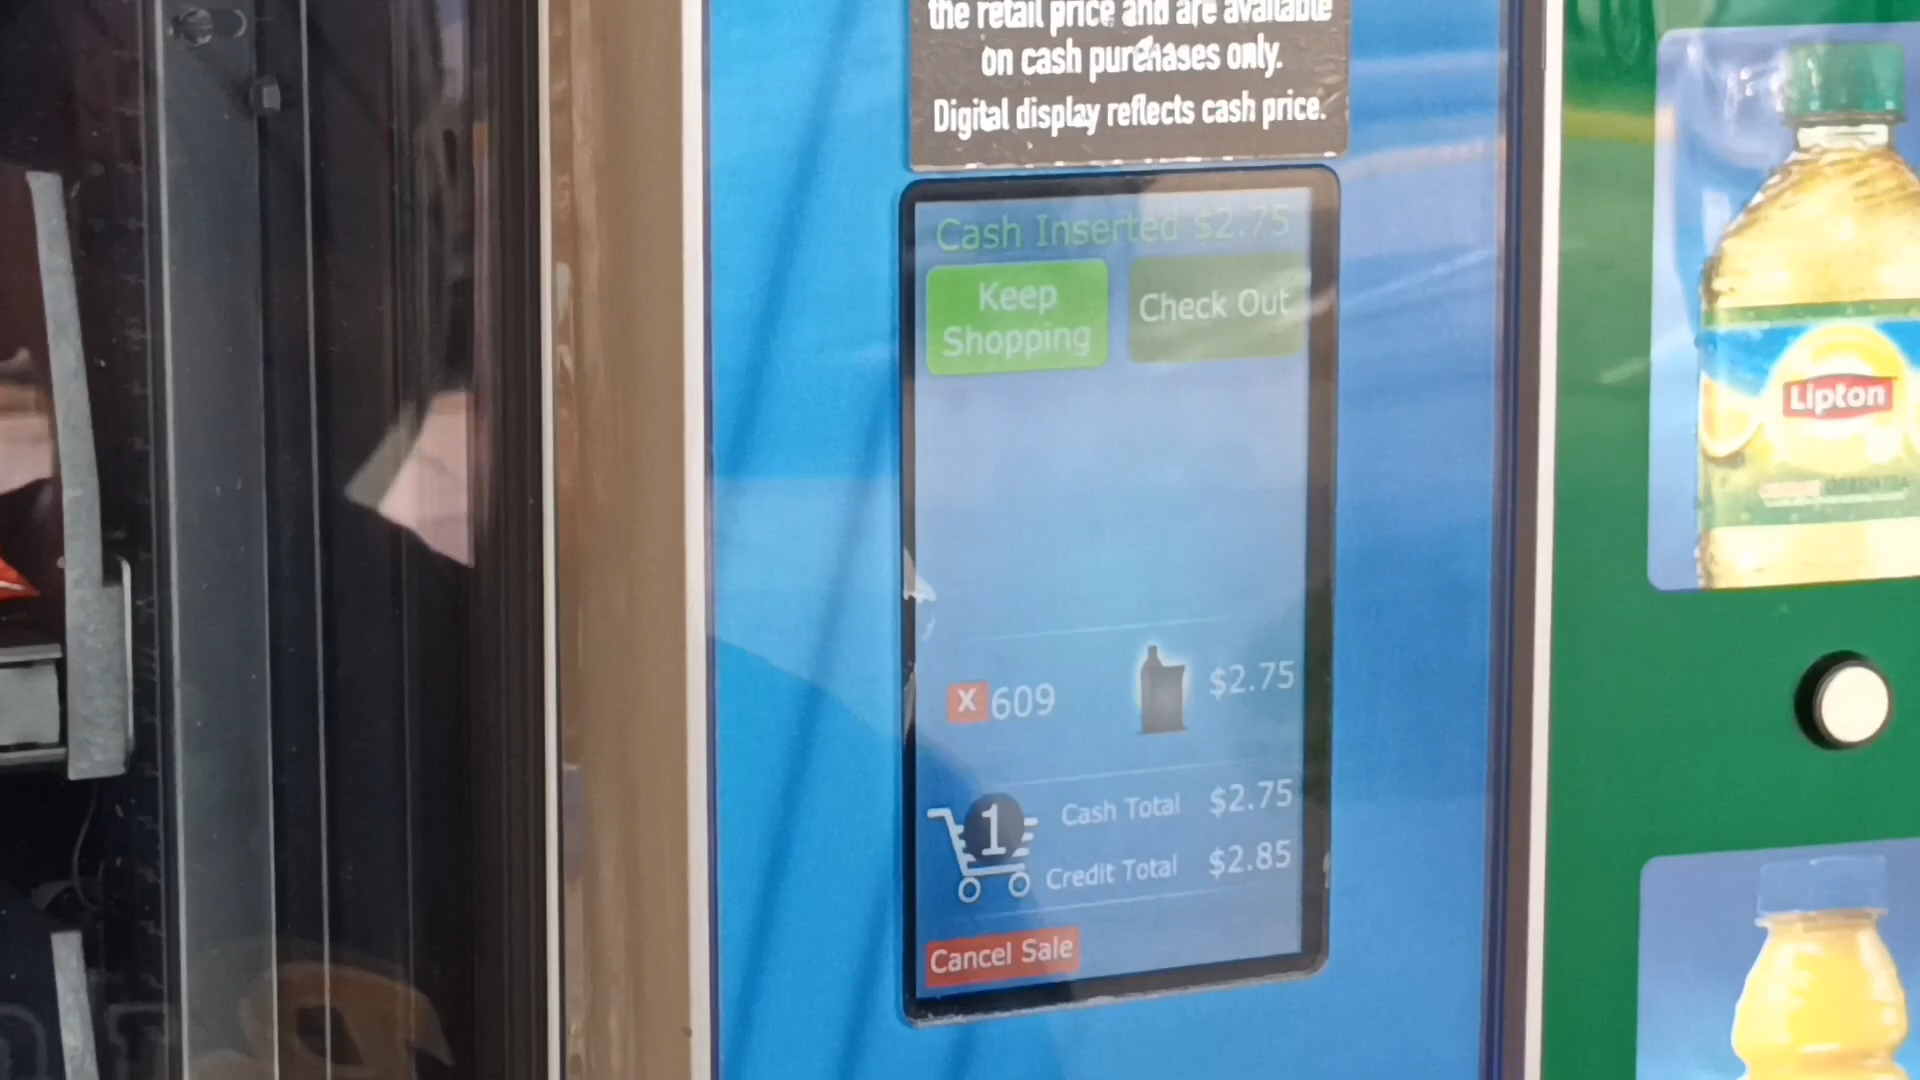 the retail price and are available
on cash purchases only.
Digital display reflects cash price.
Cash Inserted $2.75
Keep
Shopping
Check Out
Lipton
X 609 $2.75
1
Cash Total $2.75
Credit Total $2.85
Cancel Sale